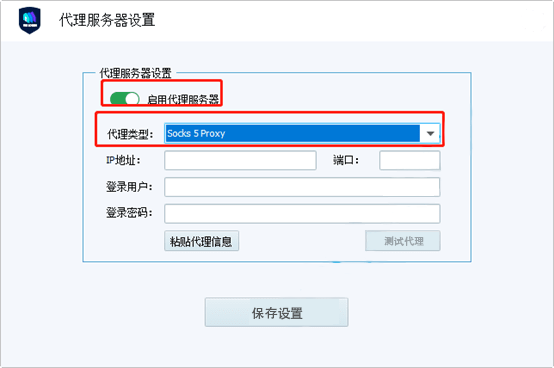 代理服务器设置
代理服务器设置
启用代理服务器
代理类型: Socks 5 Proxy
IP地址: 端口:
登录用户:
登录密码:
粘贴代理信息 测试代理
保存设置